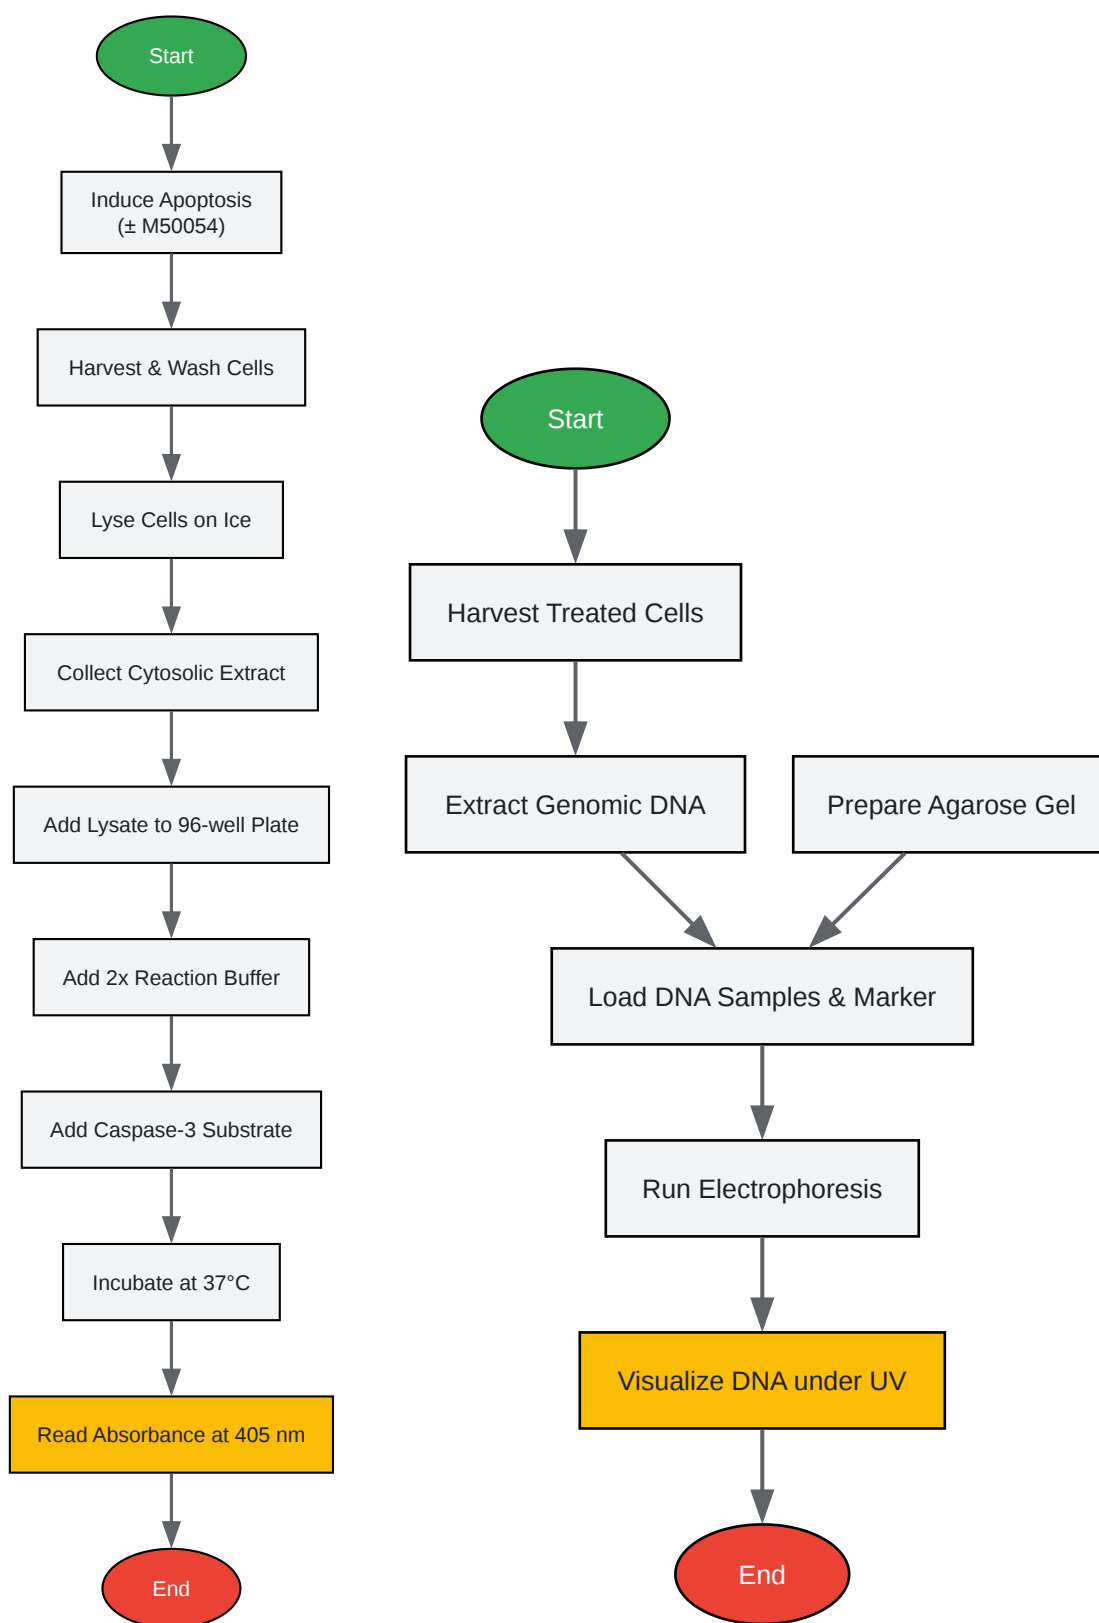 Start
Induce Apoptosis
(± M50054)
Harvest & Wash Cells
Lyse Cells on Ice
Collect Cytosolic Extract
Add Lysate to 96-well Plate
Add 2x Reaction Buffer
Add Caspase-3 Substrate
Incubate at 37°C
Read Absorbance at 405 nm
End
Start
Harvest Treated Cells
Extract Genomic DNA
Prepare Agarose Gel
Load DNA Samples & Marker
Run Electrophoresis
Visualize DNA under UV
End